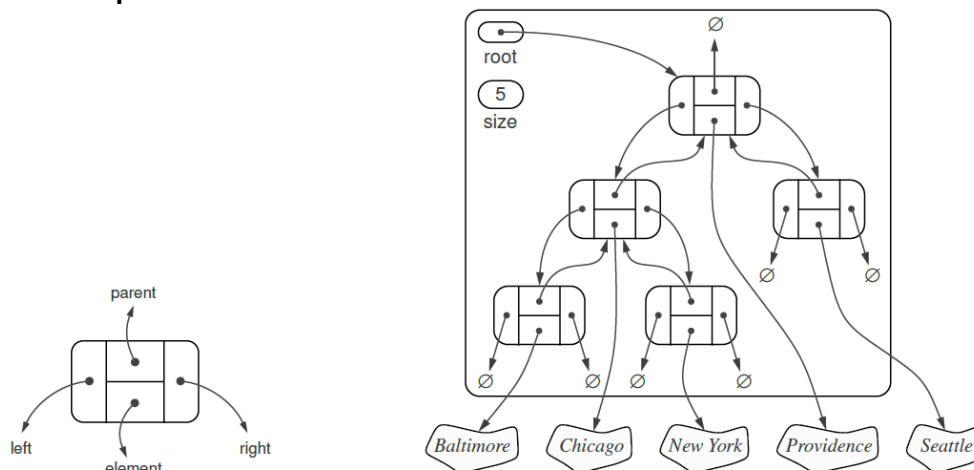 ∅
root
5
size
∅
∅
parent
∅
∅
∅
∅
left
right
element
Baltimore
Chicago
New York
Providence
Seattle